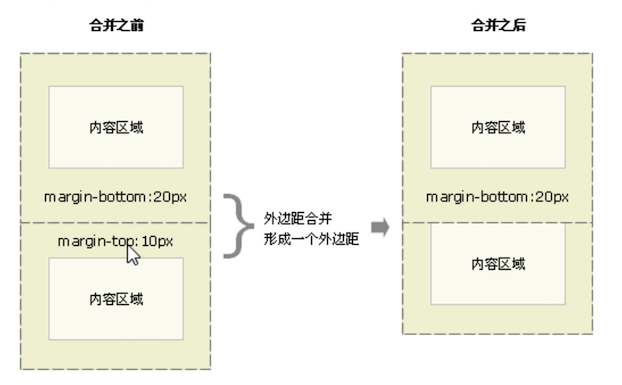 合并之前
内容区域
margin-bottom:20px
margin-top:10px
内容区域
外边距合并
形成一个外边距
合并之后
内容区域
margin-bottom:20px
内容区域